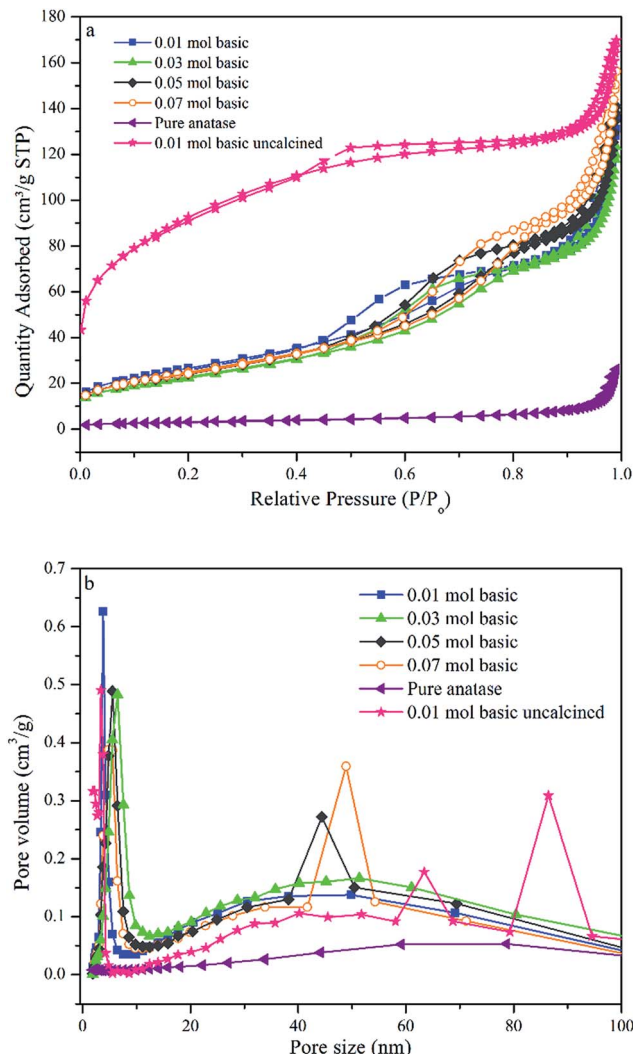 a
180
160
140
120
100
80
60
40
20
0
Quantity Adsorbed (cm³/g STP)
0.01 mol basic
0.03 mol basic
0.05 mol basic
0.07 mol basic
Pure anatase
0.01 mol basic uncalcined
0.0 0.2 0.4 0.6 0.8 1.0
Relative Pressure (P/Pₒ)
b
0.7
0.6
0.5
0.4
0.3
0.2
0.1
0.0
Pore volume (cm³/g)
0.01 mol basic
0.03 mol basic
0.05 mol basic
0.07 mol basic
Pure anatase
0.01 mol basic uncalcined
0 20 40 60 80 100
Pore size (nm)